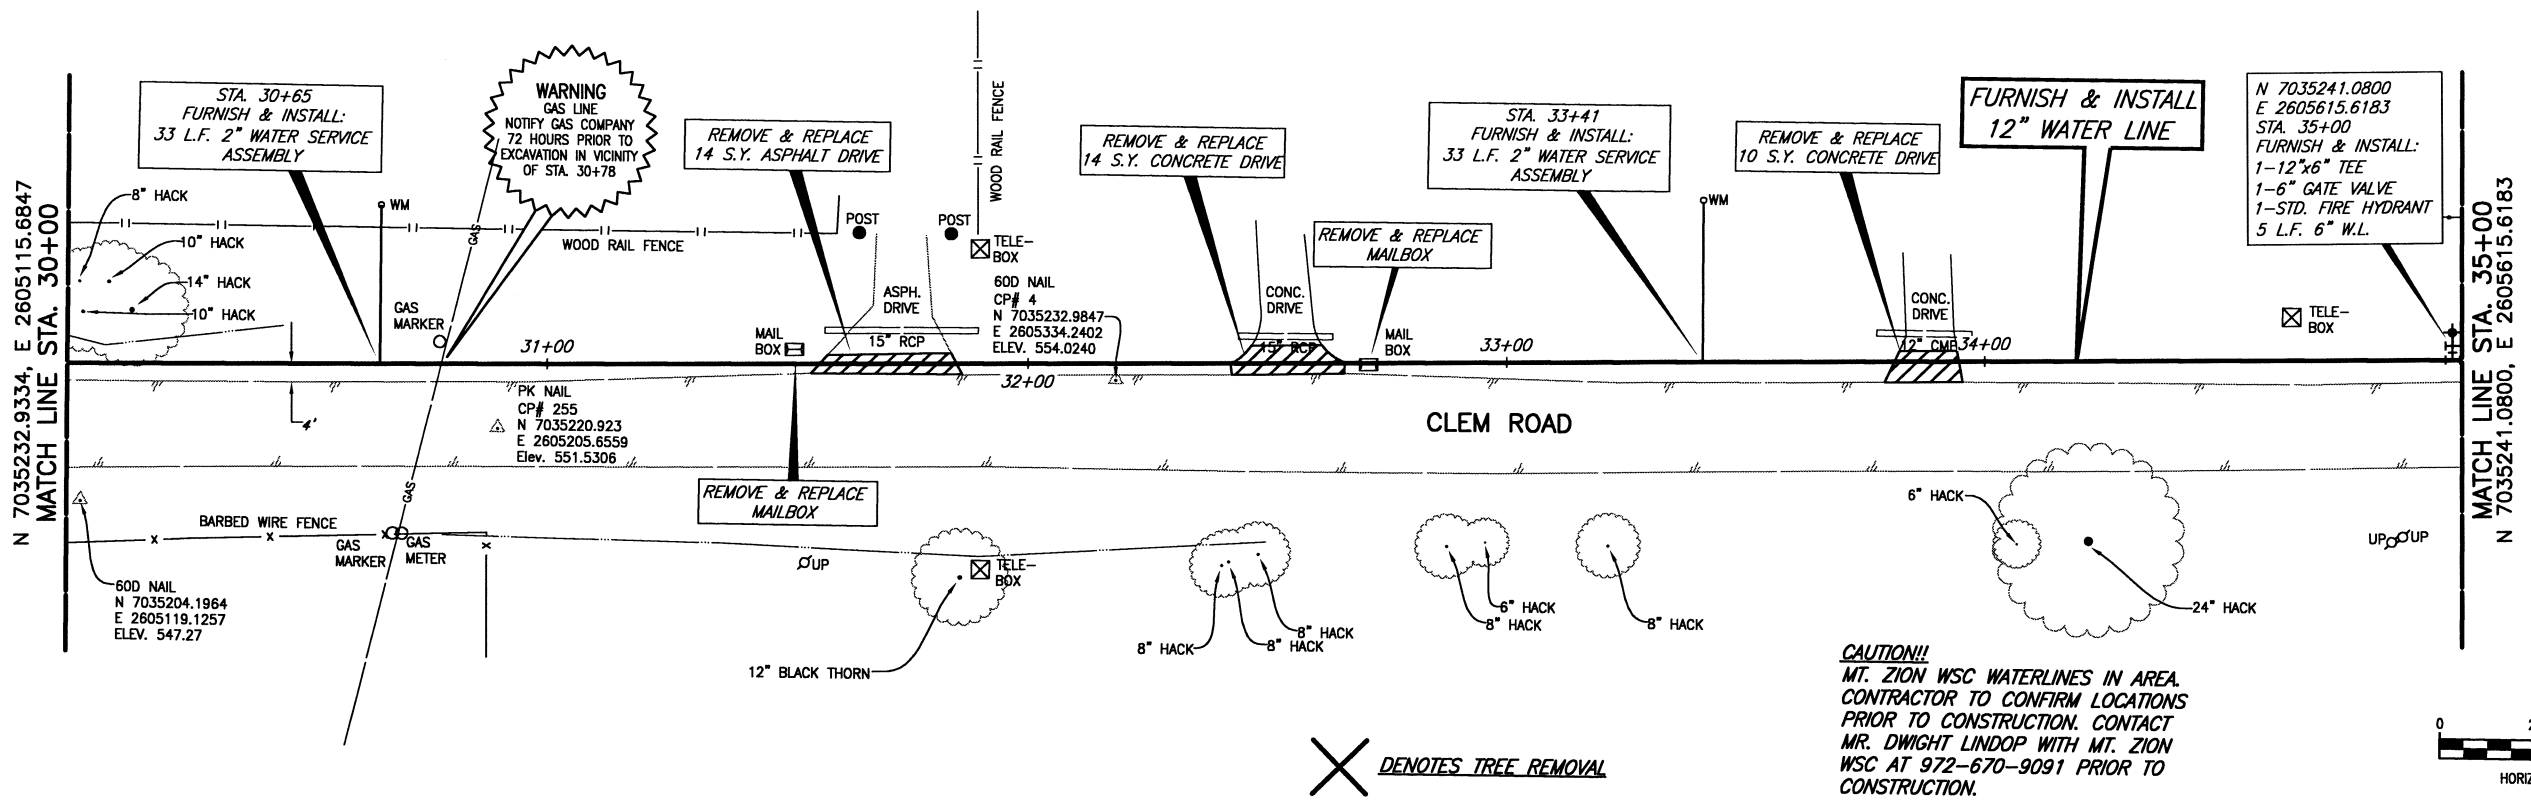 N 7035232.9334, E 2605115.6847
MATCH LINE STA. 30+00
STA. 30+65
FURNISH & INSTALL:
33 L.F. 2" WATER SERVICE
ASSEMBLY
WARNING
GAS LINE
NOTIFY GAS COMPANY
72 HOURS PRIOR TO
EXCAVATION IN VICINITY
OF STA. 30+78
REMOVE & REPLACE
14 S.Y. ASPHALT DRIVE
WOOD RAIL FENCE
REMOVE & REPLACE
14 S.Y. CONCRETE DRIVE
STA. 33+41
FURNISH & INSTALL:
33 L.F. 2" WATER SERVICE
ASSEMBLY
REMOVE & REPLACE
10 S.Y. CONCRETE DRIVE
FURNISH & INSTALL
12" WATER LINE
N 7035241.0800
E 2605615.6183
STA. 35+00
FURNISH & INSTALL:
1-12"x6" TEE
1-6" GATE VALVE
1-STD. FIRE HYDRANT
5 L.F. 6" W.L.
MATCH LINE STA. 35+00
N 7035241.0800, E 2605615.6183
8" HACK
10" HACK
14" HACK
10" HACK
WM
GAS
WOOD RAIL FENCE
POST
POST
TELE-
BOX
REMOVE & REPLACE
MAILBOX
WM
GAS
MARKER
ASPH.
DRIVE
60D NAIL
CP# 4
N 7035232.9847
E 2605334.2402
ELEV. 554.0240
CONC.
DRIVE
CONC.
DRIVE
TELE-
BOX
31+00
MAIL
BOX
15" RCP
15" RCP
MAIL
BOX
33+00
12" CMP
34+00
32+00
4'
PK NAIL
CP# 255
N 7035220.923
E 2605205.6559
Elev. 551.5306
CLEM ROAD
GAS
REMOVE & REPLACE
MAILBOX
BARBED WIRE FENCE
GAS
MARKER
GAS
METER
UP
TELE-
BOX
6" HACK
UP
UP
60D NAIL
N 7035204.1964
E 2605119.1257
ELEV. 547.27
12" BLACK THORN
8" HACK
8" HACK
8" HACK
6" HACK
8" HACK
8" HACK
24" HACK
CAUTION!!
MT. ZION WSC WATERLINES IN AREA.
CONTRACTOR TO CONFIRM LOCATIONS
PRIOR TO CONSTRUCTION. CONTACT
MR. DWIGHT LINDOP WITH MT. ZION
WSC AT 972-670-9091 PRIOR TO
CONSTRUCTION.
DENOTES TREE REMOVAL
0
HORIZ